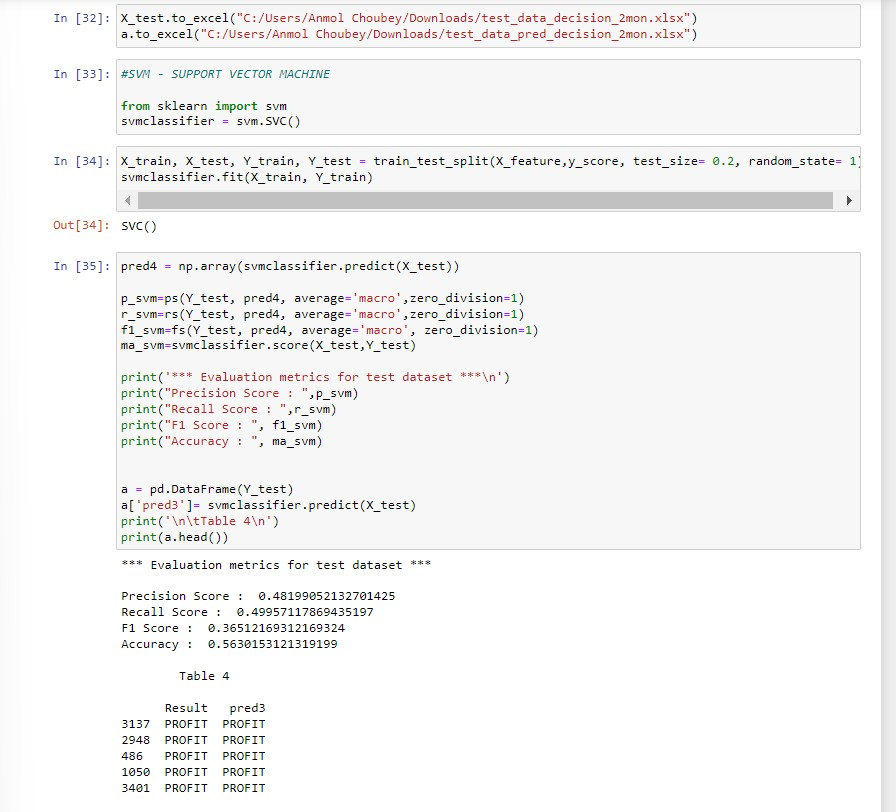 In [32]: X_test.to_excel("C:/Users/Anmol Choubey/Downloads/test_data_decision_2mon.xlsx")
a.to_excel("C:/Users/Anmol Choubey/Downloads/test_data_pred_decision_2mon.xlsx")
In [33]: #SVM - SUPPORT VECTOR MACHINE
from sklearn import svm
svmclassifier = svm.SVC()
In [34]: X_train, X_test, Y_train, Y_test = train_test_split(X_feature,y_score, test_size= 0.2, random_state= 1)
svmclassifier.fit(X_train, Y_train)
Out[34]: SVC()
In [35]: pred4 = np.array(svmclassifier.predict(X_test))
p_svm=ps(Y_test, pred4, average='macro',zero_division=1)
r_svm=rs(Y_test, pred4, average='macro',zero_division=1)
f1_svm=fs(Y_test, pred4, average='macro', zero_division=1)
ma_svm=svmclassifier.score(X_test,Y_test)
print('*** Evaluation metrics for test dataset ***\n')
print("Precision Score : ",p_svm)
print("Recall Score : ",r_svm)
print("F1 Score : ", f1_svm)
print("Accuracy : ", ma_svm)
a = pd.DataFrame(Y_test)
a['pred3']= svmclassifier.predict(X_test)
print('\n\tTable 4\n')
print(a.head())
*** Evaluation metrics for test dataset ***
Precision Score :  0.48199052132701425
Recall Score :  0.49957117869435197
F1 Score :  0.36512169312169324
Accuracy :  0.5630153121319199
Table 4
Result pred3
3137 PROFIT PROFIT
2948 PROFIT PROFIT
486 PROFIT PROFIT
1050 PROFIT PROFIT
3401 PROFIT PROFIT